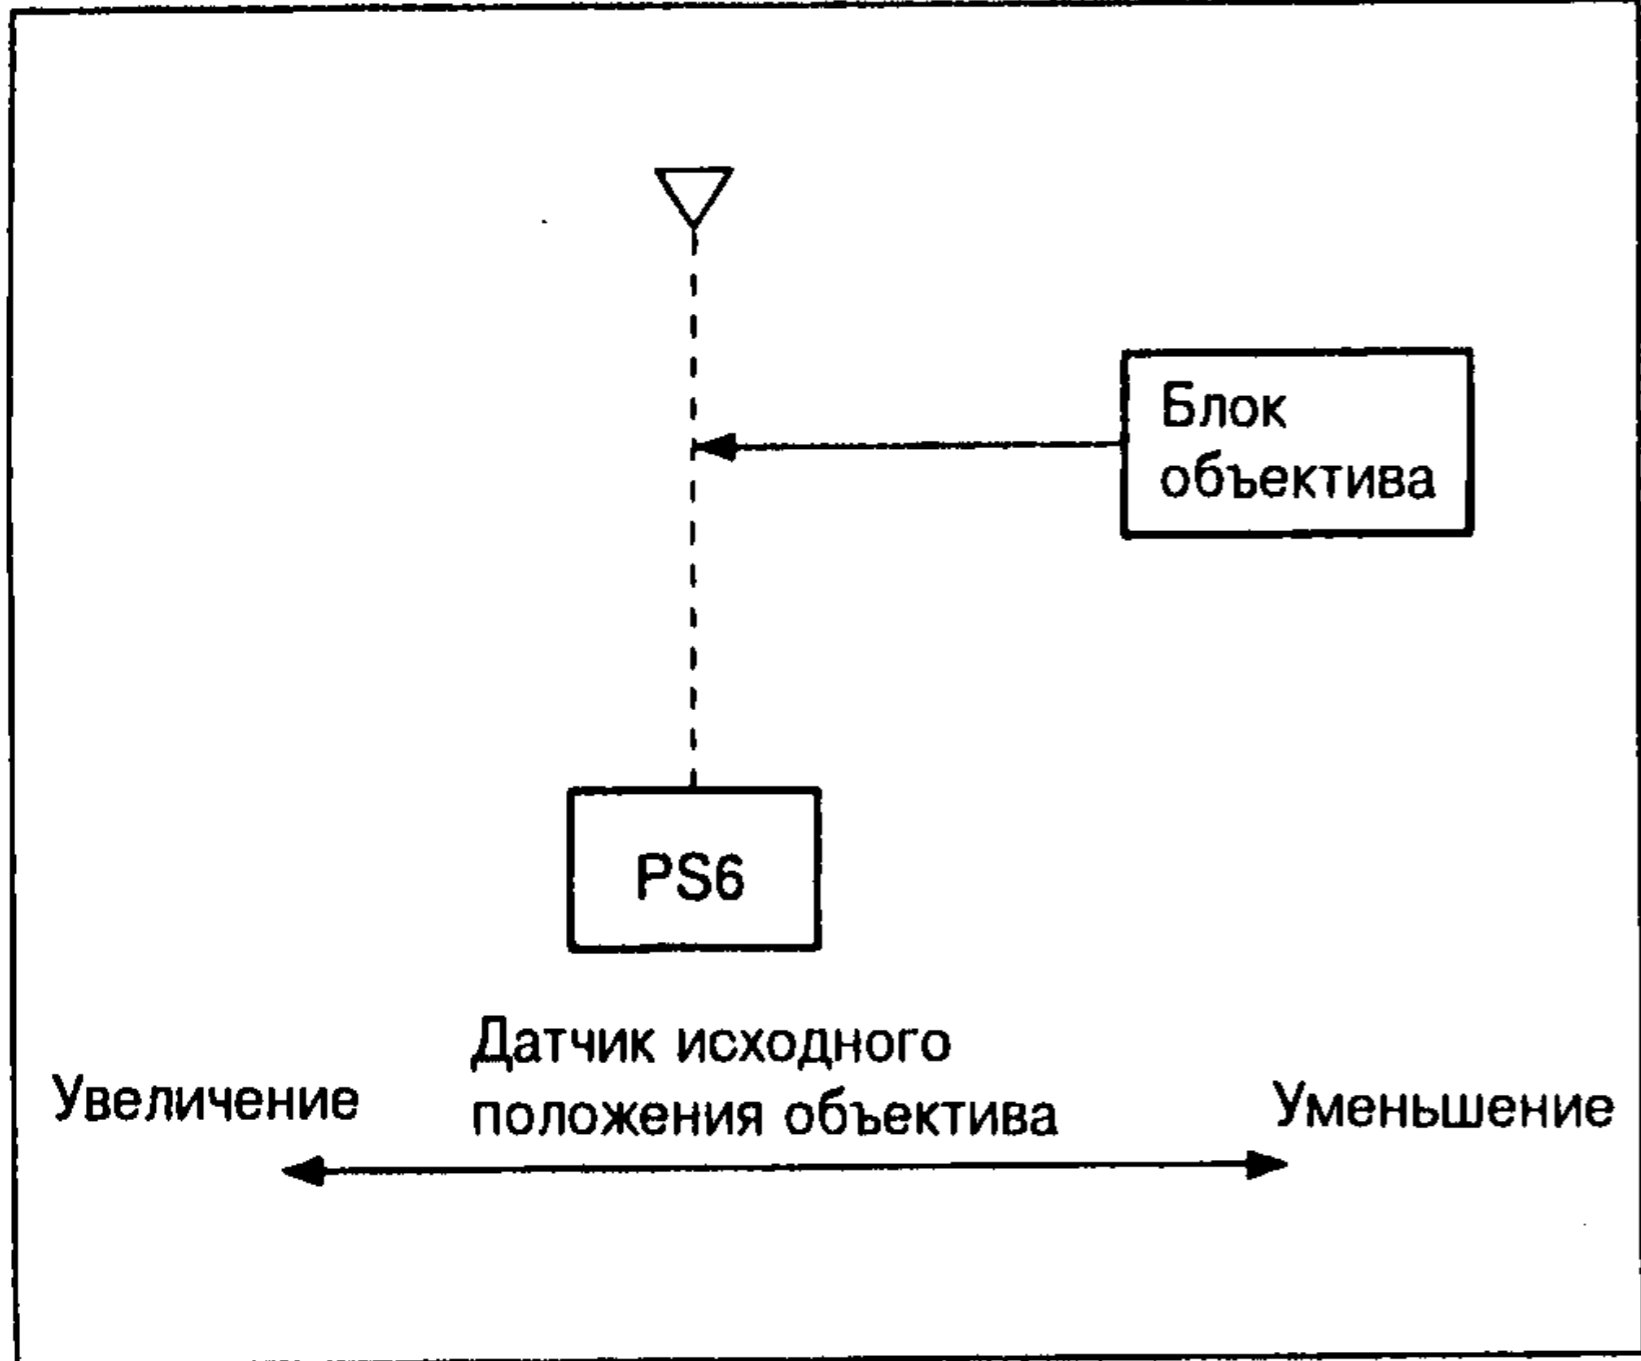 Блок
объектива
PS6
Датчик исходного
положения объектива
Увеличение
Уменьшение